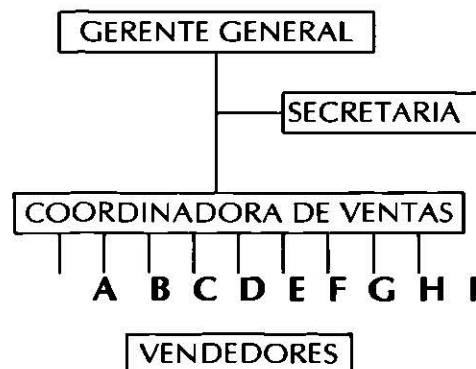 GERENTE GENERAL
SECRETARIA
COORDINADORA DE VENTAS
A B C D E F G H I
VENDEDORES